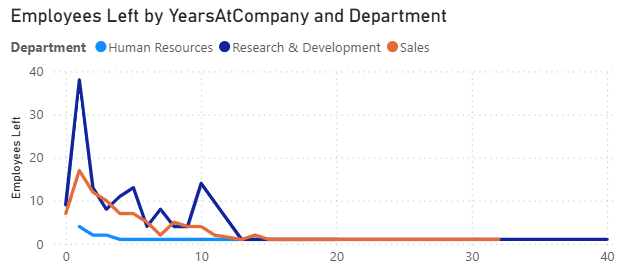 Employees Left by YearsAtCompany and Department
Department Human Resources Research & Development Sales
40
30
20
10
0
Employees Left
0 10 20 30 40